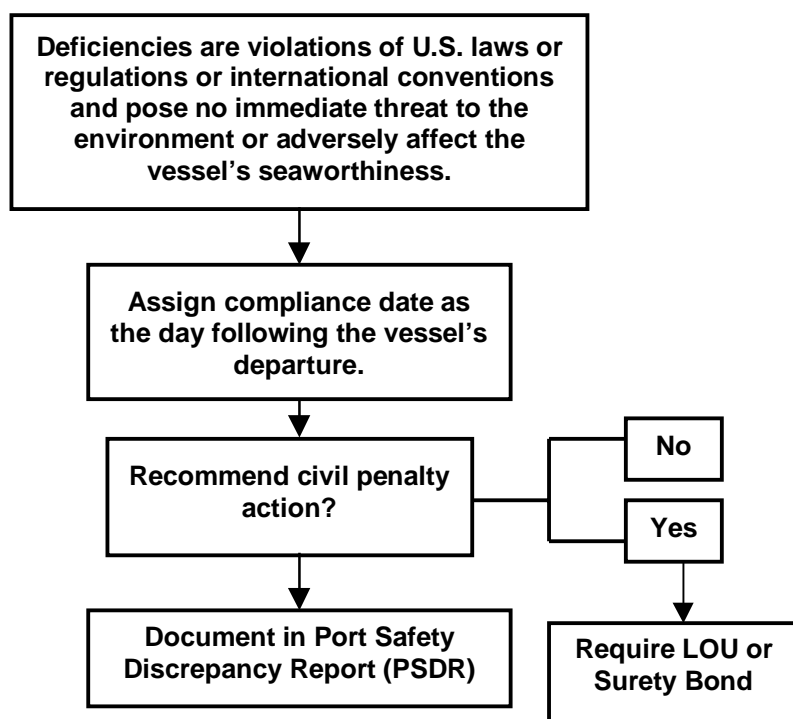 Deficiencies are violations of U.S. laws or
regulations or international conventions
and pose no immediate threat to the
environment or adversely affect the
vessel’s seaworthiness.
Assign compliance date as
the day following the vessel’s
departure.
Recommend civil penalty
action?
No
Yes
Document in Port Safety
Discrepancy Report (PSDR)
Require LOU or
Surety Bond